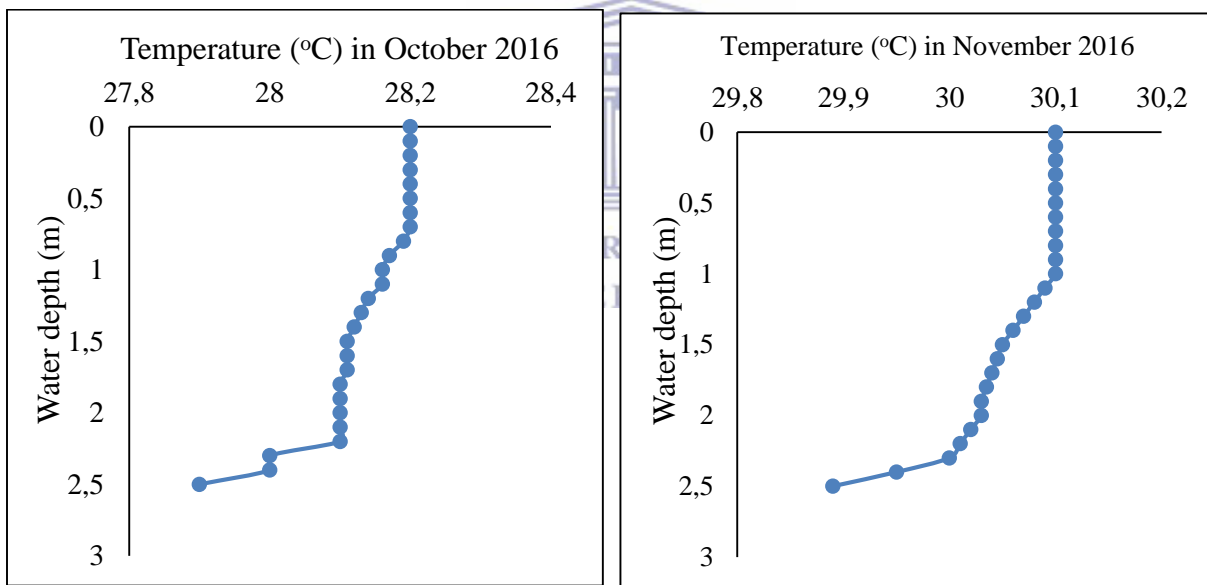 Temperature (°C) in October 2016
27,8 28 28,2 28,4
0
0,5
1
1,5
2
2,5
3
Water depth (m)
Temperature (°C) in November 2016
29,8 29,9 30 30,1 30,2
0
0,5
1
1,5
2
2,5
3
Water depth (m)